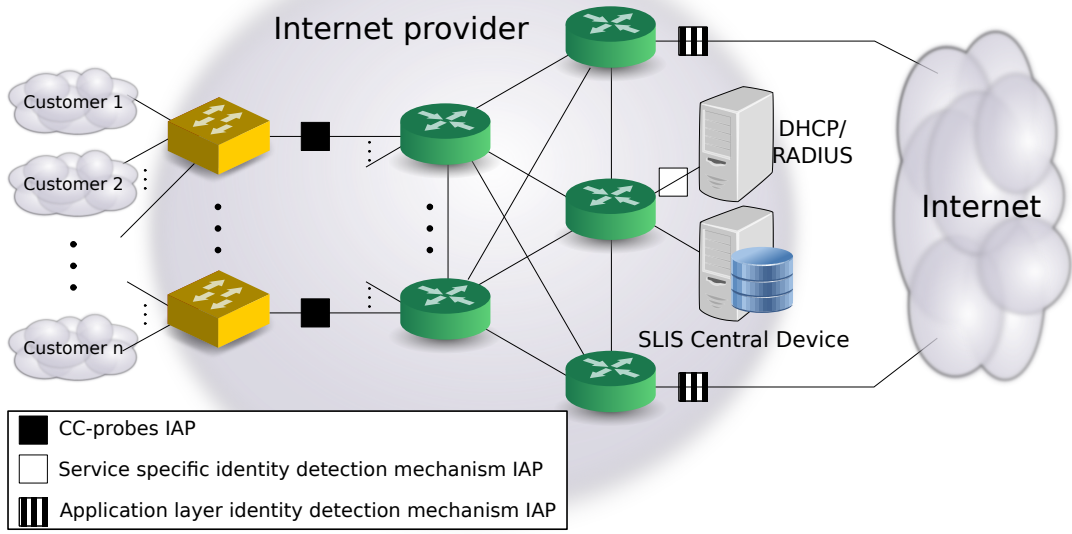 Internet provider
Customer 1
Customer 2
Customer n
DHCP/
RADIUS
SLIS Central Device
Internet
CC-probes IAP
Service specific identity detection mechanism IAP
Application layer identity detection mechanism IAP